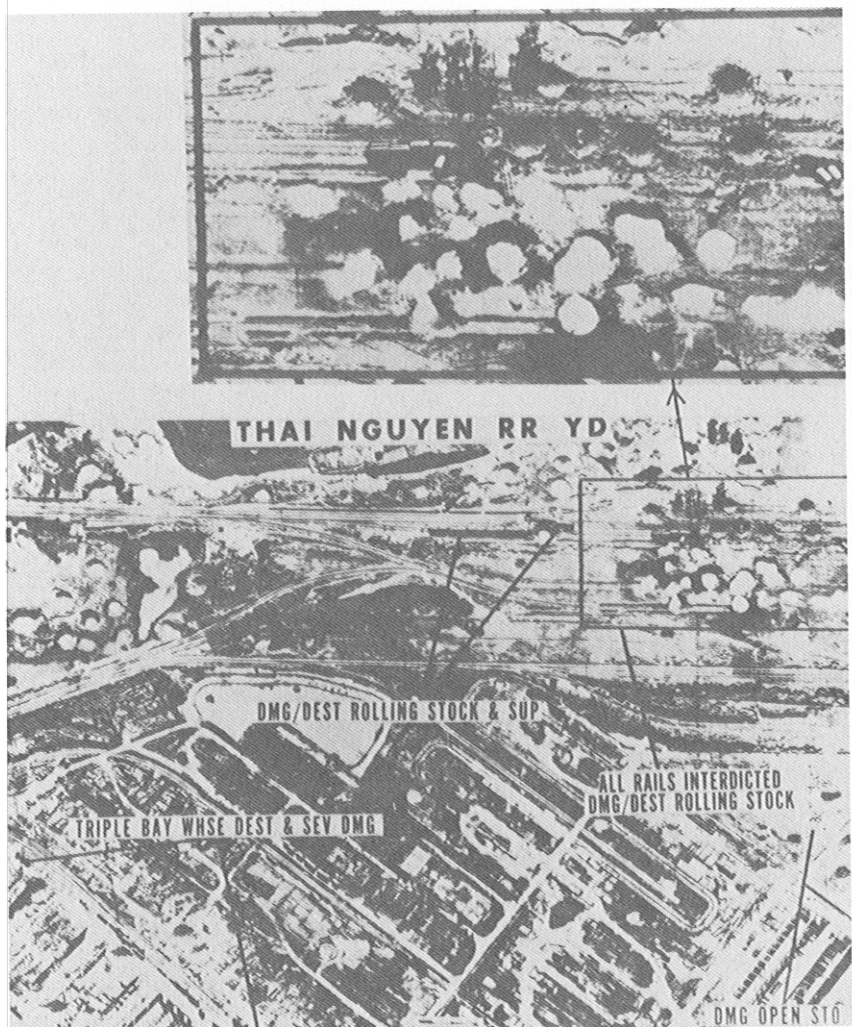 THAI NGUYEN RR YD
DMG/DEST ROLLING STOCK & SUP
ALL RAILS INTERDICTED
DMG/DEST ROLLING STOCK
TRIPLE BAY WHSE DEST & SEV DMG
DMG OPEN STO